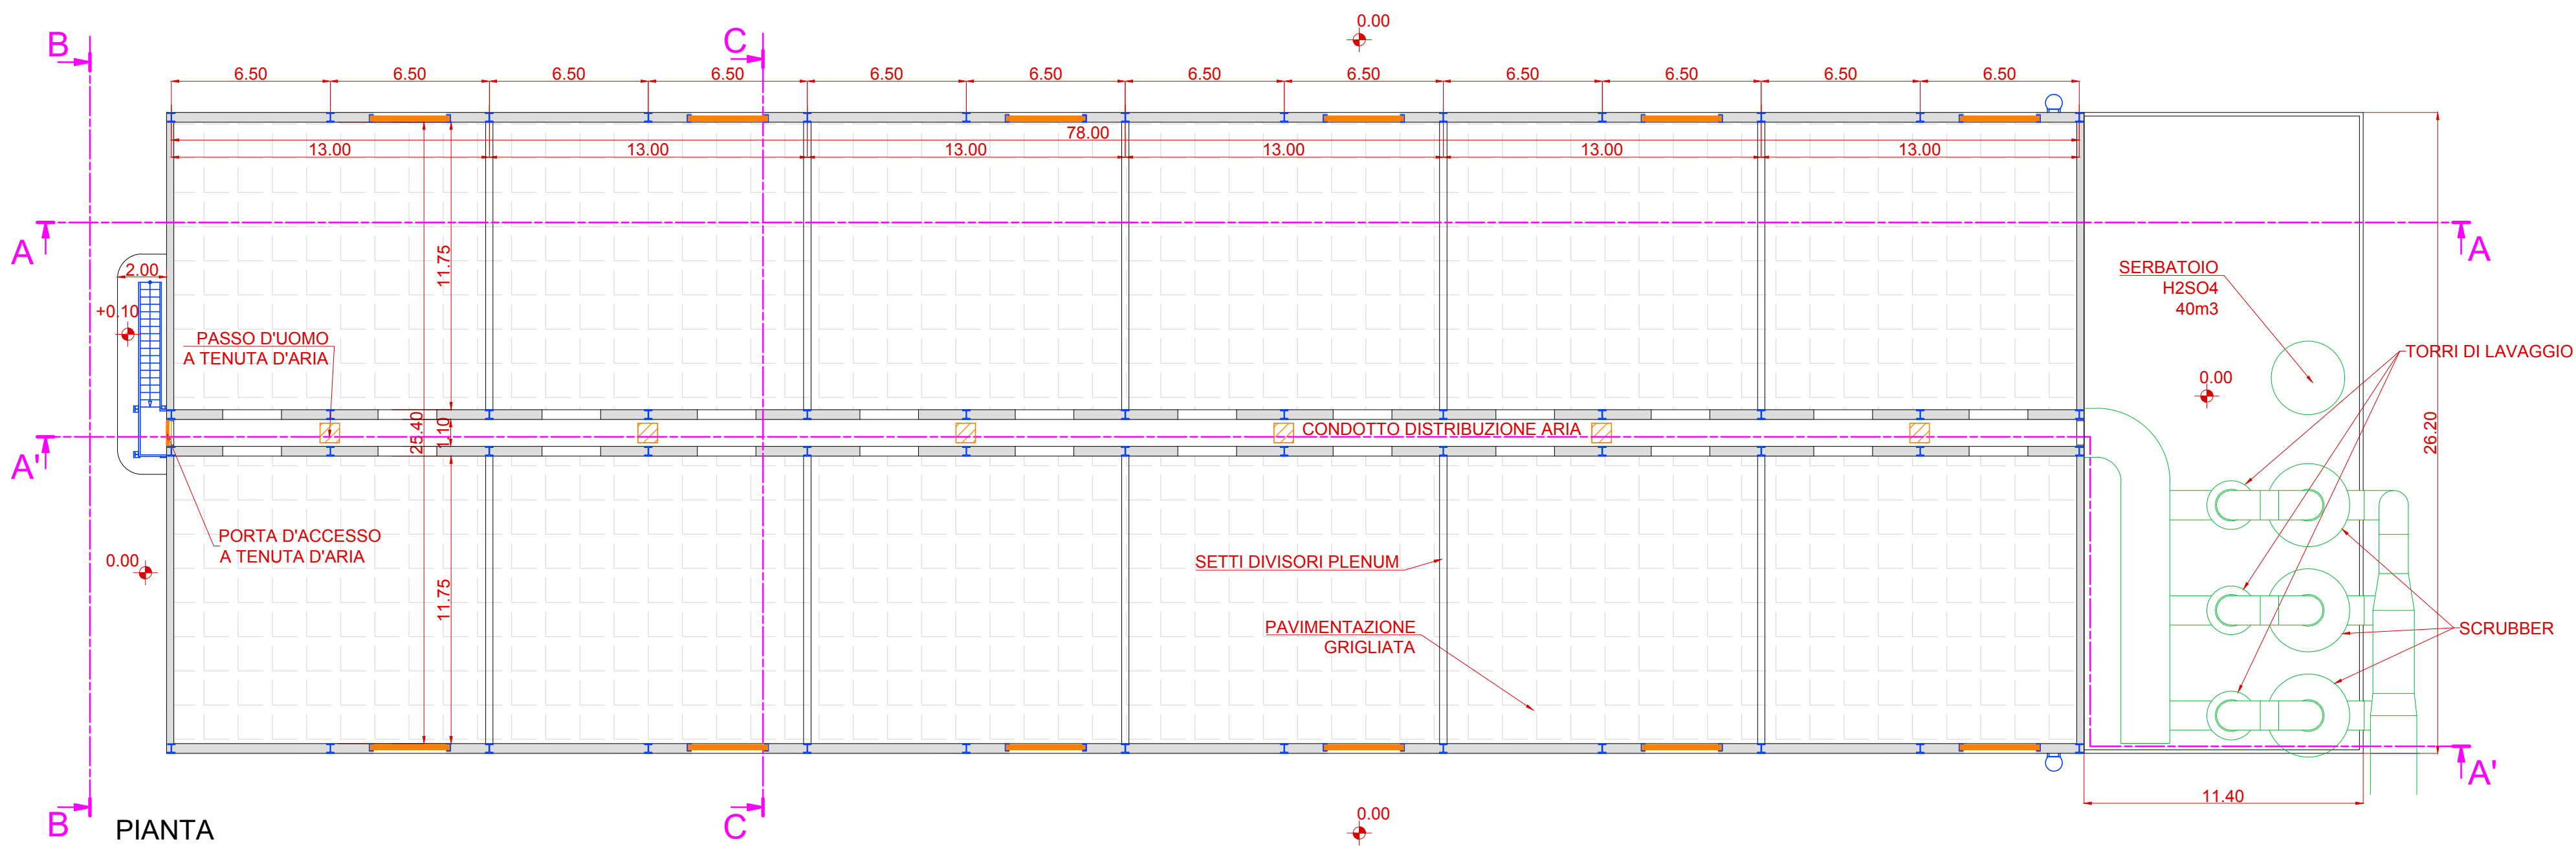 0.00
B
C
6.50
6.50
6.50
6.50
6.50
6.50
6.50
6.50
6.50
6.50
6.50
6.50
78.00
13.00
13.00
13.00
13.00
13.00
13.00
A
A
11.75
2.00
+0.10
SERBATOIO
H2SO4
40m3
PASSO D'UOMO
A TENUTA D'ARIA
TORRI DI LAVAGGIO
0.00
25.40
1.10
CONDOTTO DISTRIBUZIONE ARIA
26.20
A'
PORTA D'ACCESSO
A TENUTA D'ARIA
0.00
SETTI DIVISORI PLENUM
11.75
PAVIMENTAZIONE
GRIGLIATA
SCRUBBER
A'
11.40
B
PIANTA
C
0.00